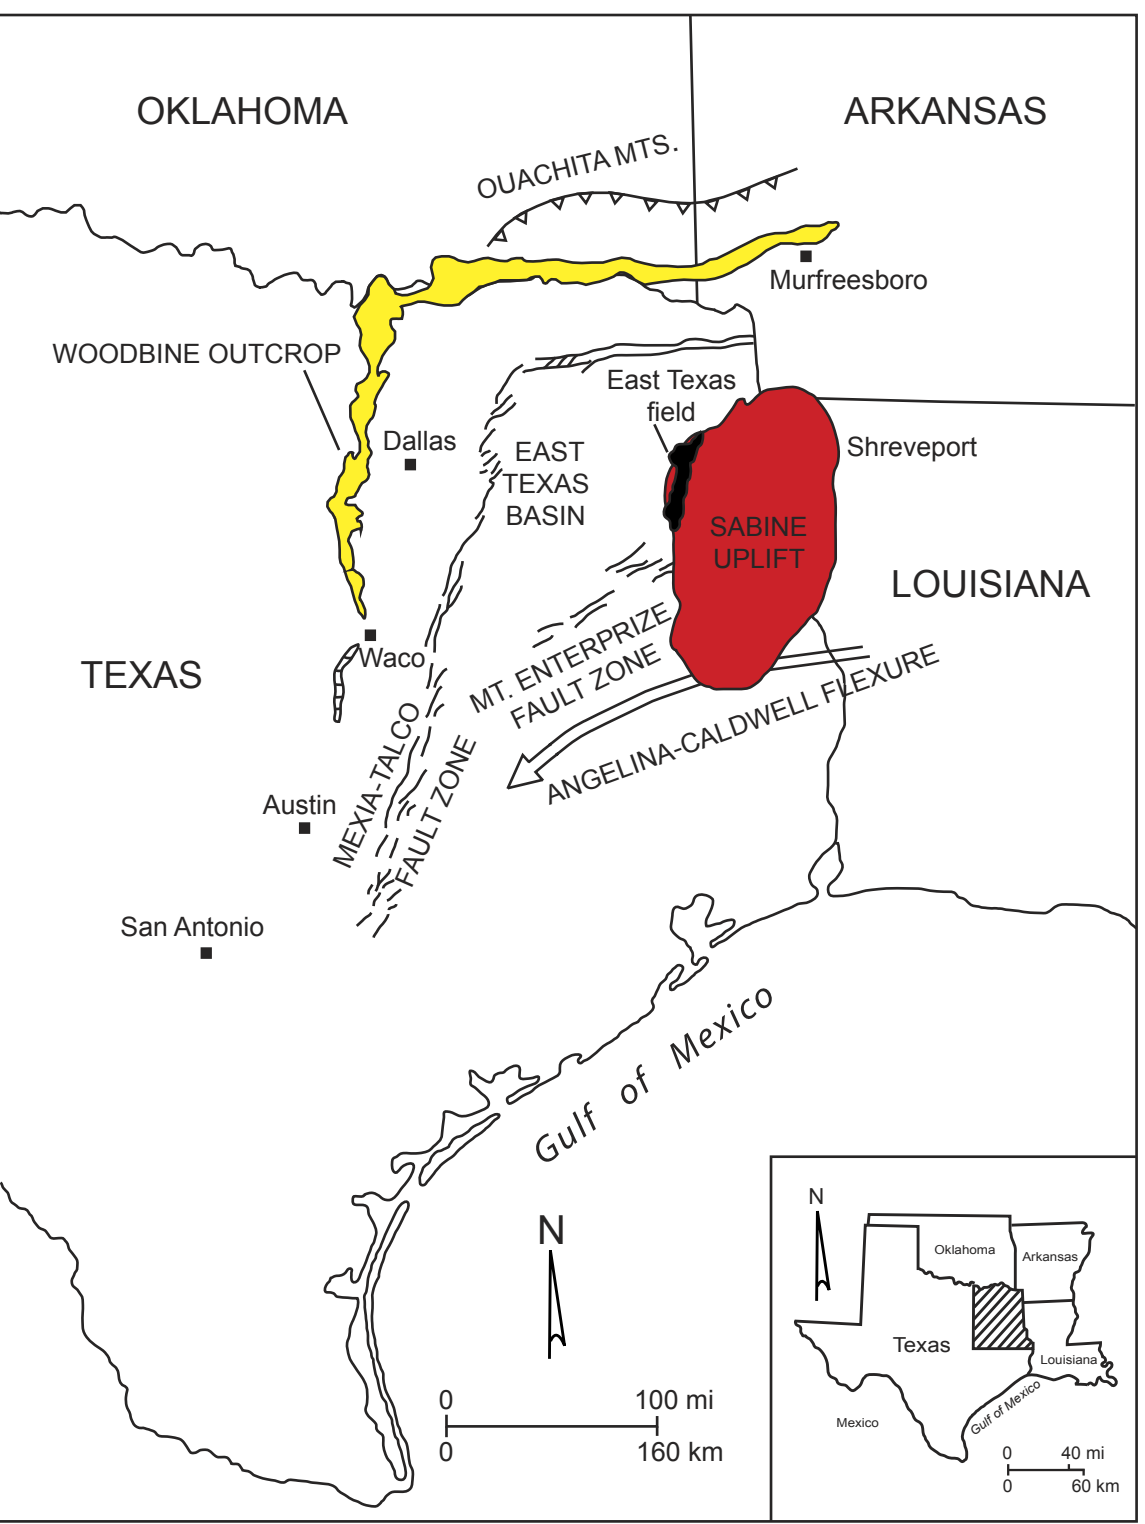 OKLAHOMA
ARKANSAS
OUACHITA MTS.
Murfreesboro
WOODBINE OUTCROP
East Texas
field
Dallas
EAST
TEXAS
BASIN
Shreveport
SABINE
UPLIFT
LOUISIANA
Waco
TEXAS
MT. ENTERPRIZE
FAULT ZONE
ANGELINA-CALDWELL FLEXURE
MEXIA-TALCO
FAULT ZONE
Austin
San Antonio
Gulf of Mexico
N
0 100 mi
0 160 km
N
Oklahoma
Arkansas
Texas
Louisiana
Gulf of Mexico
Mexico
0 40 mi
0 60 km